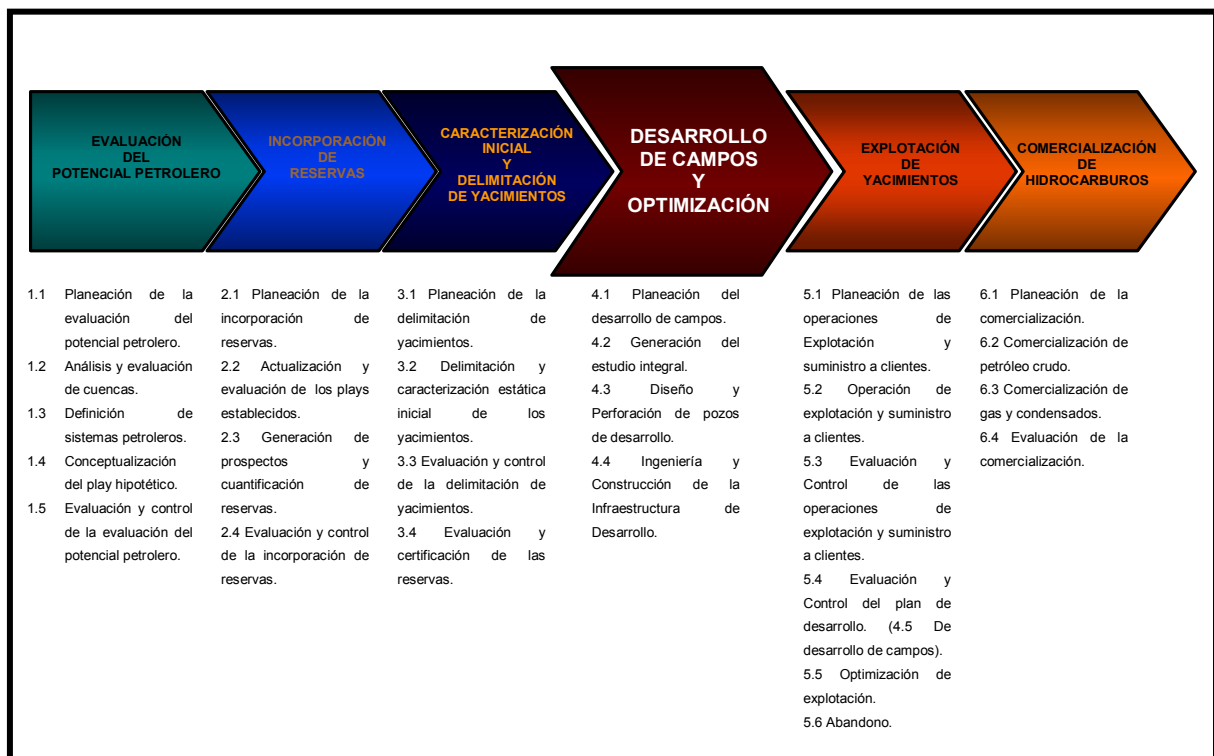 EVALUACIÓN
DEL
POTENCIAL PETROLERO
INCORPORACIÓN
DE
RESERVAS
CARACTERIZACIÓN
INICIAL
Y
DELIMITACIÓN
DE YACIMIENTOS
DESARROLLO
DE CAMPOS
Y
OPTIMIZACIÓN
EXPLOTACIÓN
DE
YACIMIENTOS
COMERCIALIZACIÓN
DE
HIDROCARBUROS
1.1 Planeación de la
evaluación del
potencial petrolero.
1.2 Análisis y evaluación
de cuencas.
1.3 Definición de
sistemas petroleros.
1.4 Conceptualización
del play hipotético.
1.5 Evaluación y control
de la evaluación del
potencial petrolero.
2.1 Planeación de la
incorporación de
reservas.
2.2 Actualización y
evaluación de los plays
establecidos.
2.3 Generación de
prospectos y
cuantificación de
reservas.
2.4 Evaluación y control
de la incorporación de
reservas.
3.1 Planeación de la
delimitación de
yacimientos.
3.2 Delimitación y
caracterización estática
inicial de los
yacimientos.
3.3 Evaluación y control
de la delimitación de
yacimientos.
3.4 Evaluación y
certificación de las
reservas.
4.1 Planeación del
desarrollo de campos.
4.2 Generación del
estudio integral.
4.3 Diseño y
Perforación de pozos
de desarrollo.
4.4 Ingeniería y
Construcción de la
Infraestructura de
Desarrollo.
5.1 Planeación de las
operaciones de
Explotación y
suministro a clientes.
5.2 Operación de
explotación y suministro
a clientes.
5.3 Evaluación y
Control de las
operaciones de
explotación y suministro
a clientes.
5.4 Evaluación y
Control del plan de
desarrollo. (4.5 De
desarrollo de campos).
5.5 Optimización de
explotación.
5.6 Abandono.
6.1 Planeación de la
comercialización.
6.2 Comercialización de
petróleo crudo.
6.3 Comercialización de
gas y condensados.
6.4 Evaluación de la
comercialización.